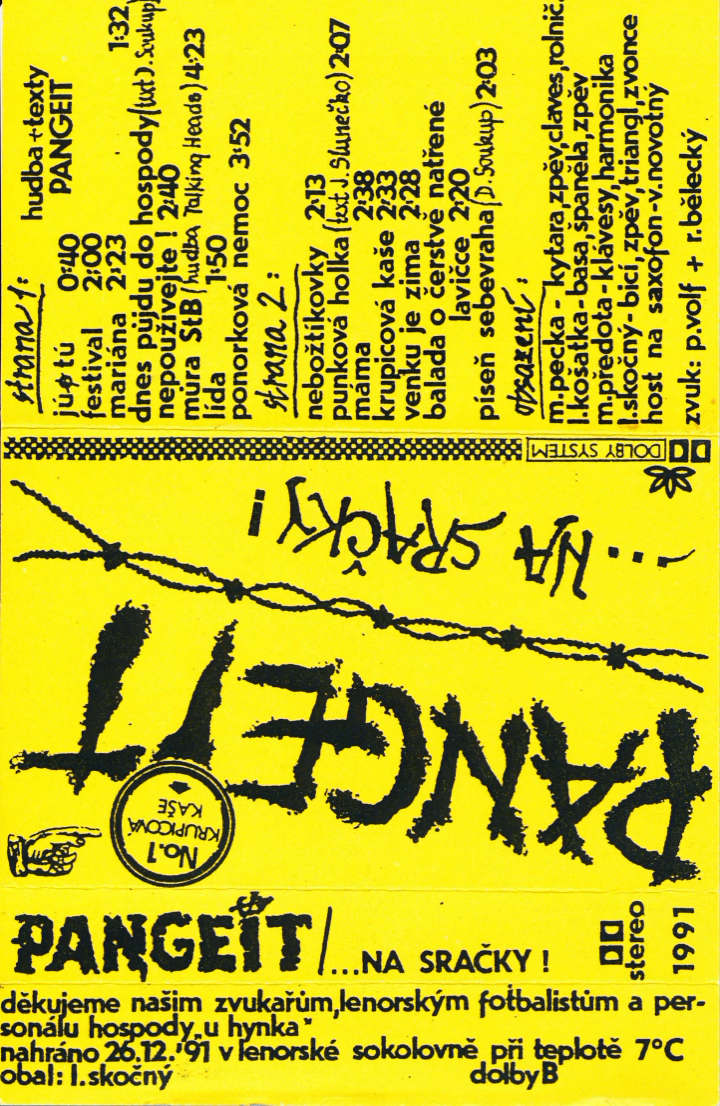 strana 1: hudba+texty
PANGEIT
júøtú 0:40
festival 2:00
mariána 2:23
dnes půjdu do hospody (text D. Soukup) 1:32
nepoužívejte! 2:40
můra StB (hudba Talking Heads) 4:23
lída 1:50
ponorková nemoc 3:52
strana 2:
nebožtíkovky 2:13
punková holka (text J. Slunečko) 2:07
máma 2:38
krupicová kaše 2:33
venku je zima 2:28
balada o čerstvě natřené
lavičce 2:20
píseň sebevraha (D. Soukup) 2:03
obsazení:
m.pecka - kytara,zpěv,claves,rolnič.
l.košatka - basa,španěla,zpěv
m.předota - klávesy,harmonika
l.skočný - bicí,zpěv,triangl,zvonce
host na saxofon - v.novotný
zvuk: p.volf + r.bělecký
DOLBY SYSTEM
...NA SRAČKY!
PANGEIT
No.1
KRUPICOVÁ
KAŠE
PANGEIT/...NA SRAČKY!
stereo
1991
děkujeme našim zvukařům,lenorským fotbalistům a per-
sonálu hospody „u hynka"
nahráno 26.12.'91 v lenorské sokolovně při teplotě 7°C
obal: l.skočný dolby B